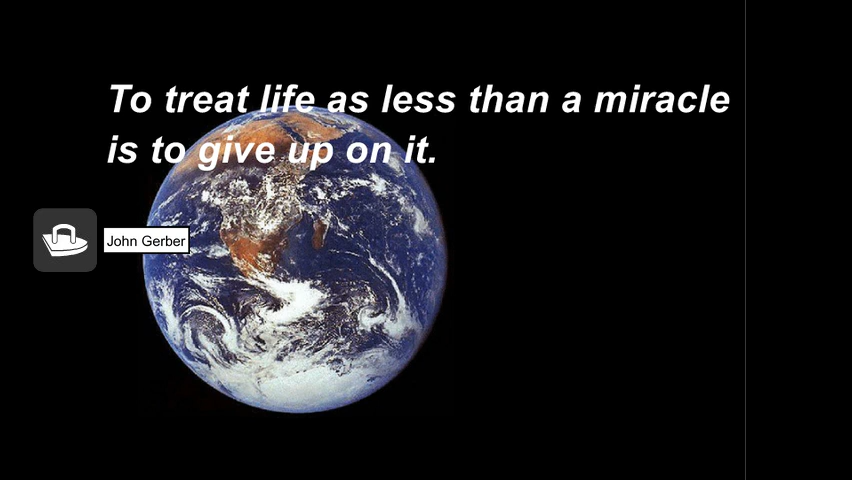 To treat life as less than a miracle
is to give up on it.
John Gerber